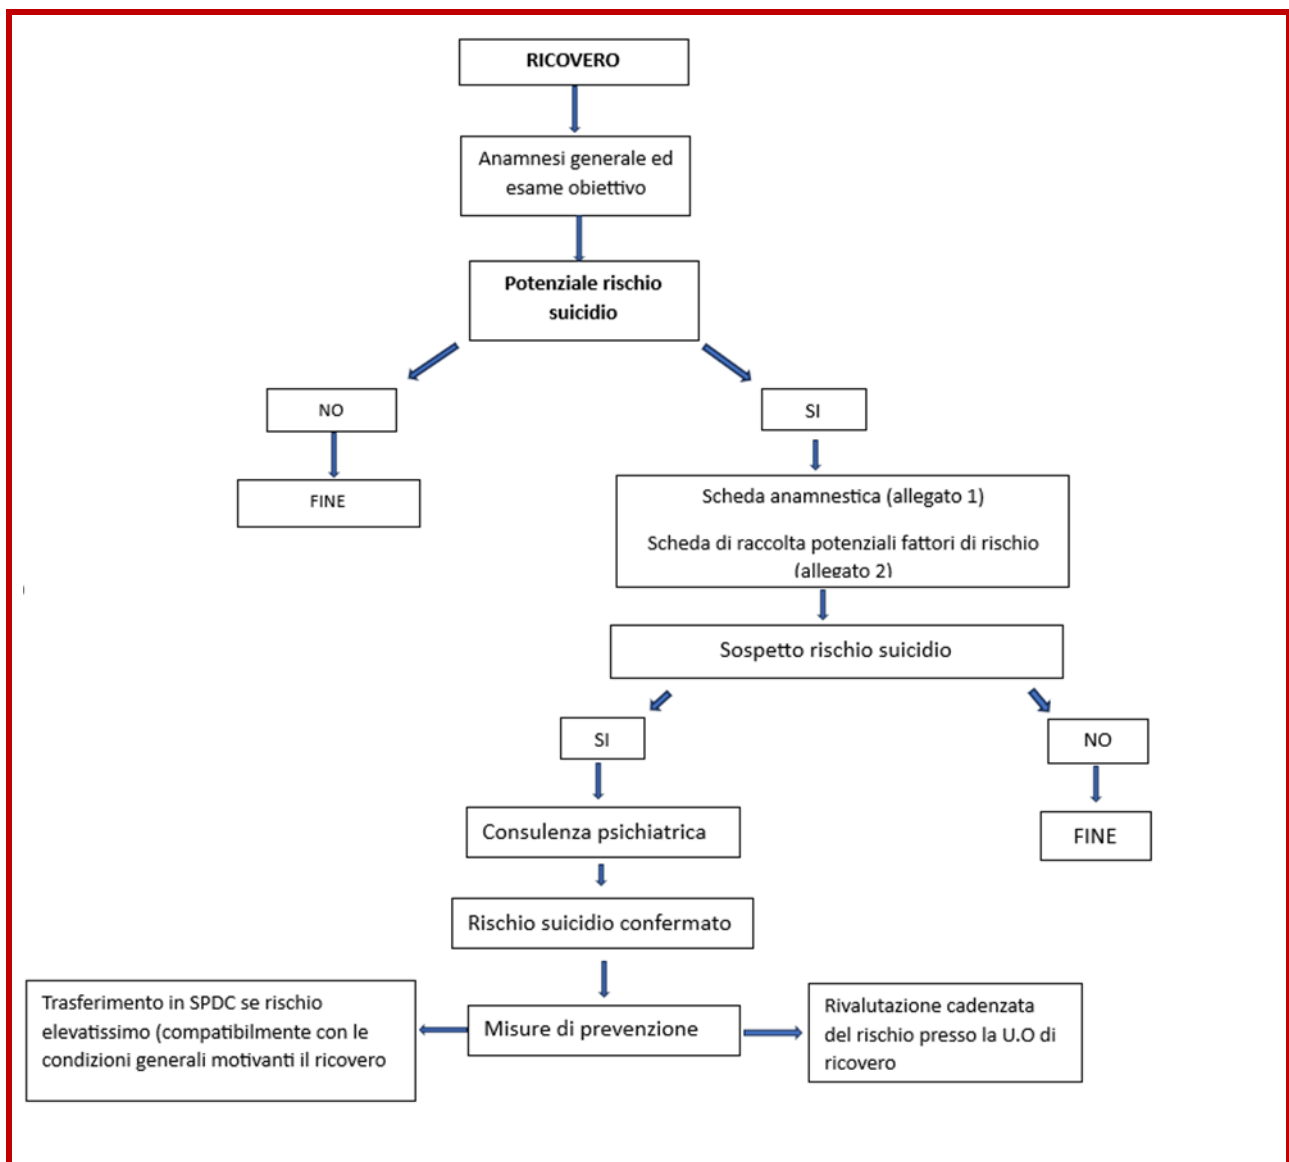 RICOVERO
Anamnesi generale ed
esame obiettivo
Potenziale rischio
suicidio
NO
SI
FINE
Scheda anamnestica (allegato 1)
Scheda di raccolta potenziali fattori di rischio
(allegato 2)
Sospetto rischio suicidio
SI
NO
Consulenza psichiatrica
FINE
Rischio suicidio confermato
Trasferimento in SPDC se rischio
elevatissimo (compatibilmente con le
condizioni generali motivanti il ricovero
Misure di prevenzione
Rivalutazione cadenzata
del rischio presso la U.O di
ricovero